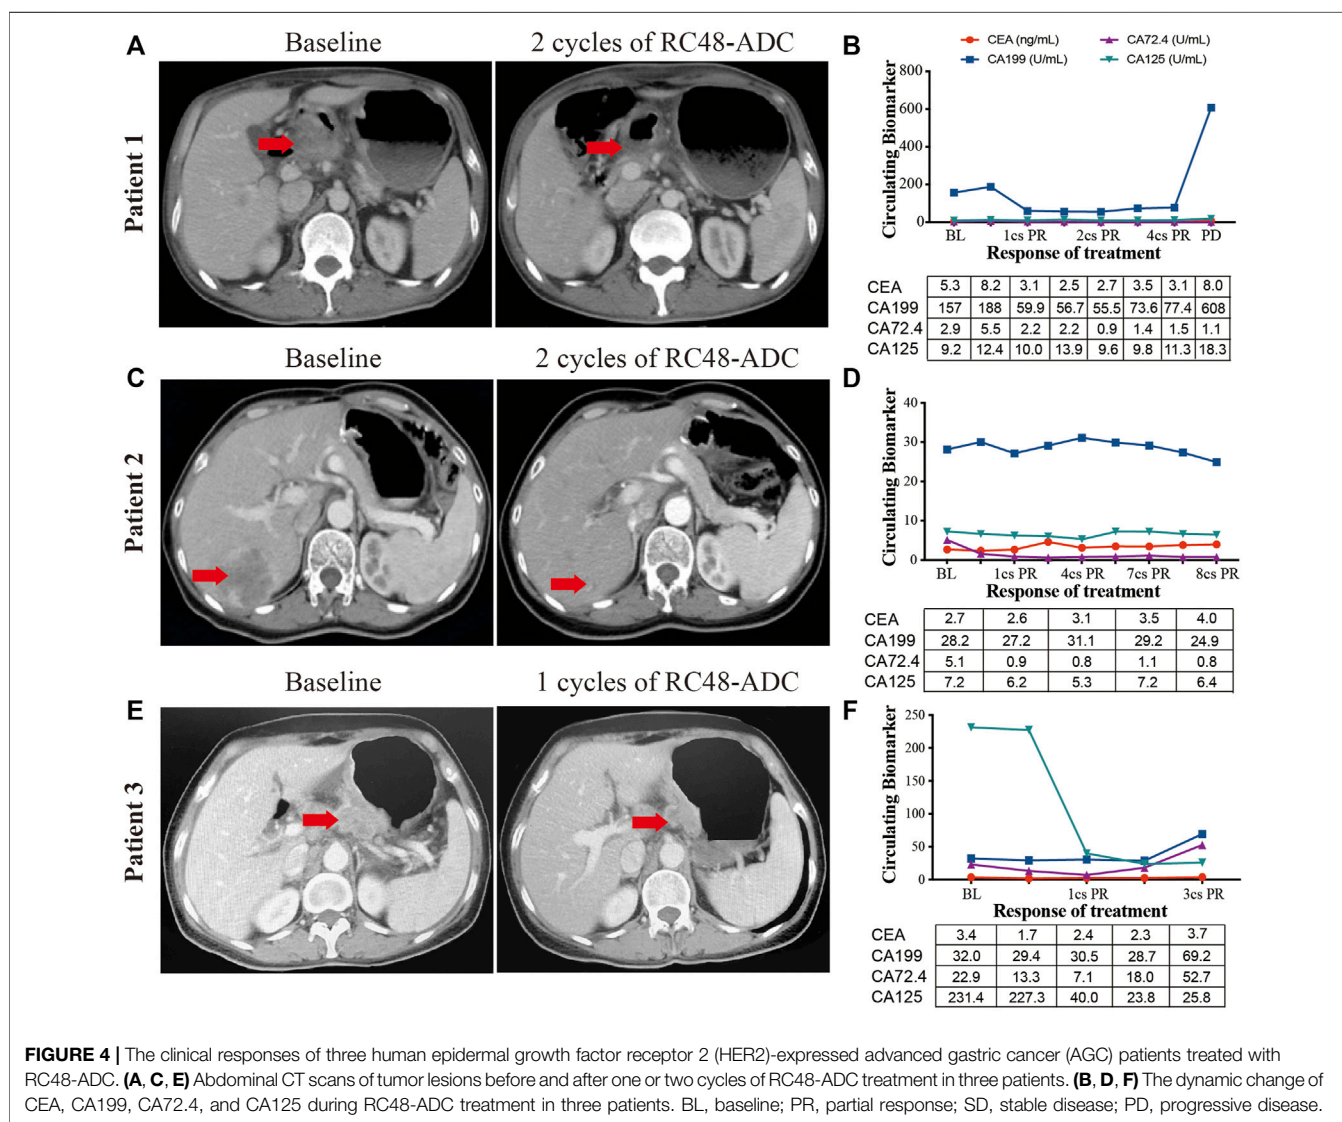 A
Baseline
2 cycles of RC48-ADC
Patient 1
B
CEA (ng/mL)
CA72.4 (U/mL)
CA199 (U/mL)
CA125 (U/mL)
Circulating Biomarker
800
600
400
200
0
BL 1cs PR 2cs PR 4cs PR PD
Response of treatment
CEA 5.3 8.2 3.1 2.5 2.7 3.5 3.1 8.0
CA199 157 188 59.9 56.7 55.5 73.6 77.4 608
CA72.4 2.9 5.5 2.2 2.2 0.9 1.4 1.5 1.1
CA125 9.2 12.4 10.0 13.9 9.6 9.8 11.3 18.3
C
Baseline
2 cycles of RC48-ADC
Patient 2
D
Circulating Biomarker
40
30
20
10
0
BL 1cs PR 4cs PR 7cs PR 8cs PR
Response of treatment
CEA 2.7 2.6 3.1 3.5 4.0
CA199 28.2 27.2 31.1 29.2 24.9
CA72.4 5.1 0.9 0.8 1.1 0.8
CA125 7.2 6.2 5.3 7.2 6.4
E
Baseline
1 cycles of RC48-ADC
Patient 3
F
Circulating Biomarker
250
200
150
100
50
0
BL 1cs PR 3cs PR
Response of treatment
CEA 3.4 1.7 2.4 2.3 3.7
CA199 32.0 29.4 30.5 28.7 69.2
CA72.4 22.9 13.3 7.1 18.0 52.7
CA125 231.4 227.3 40.0 23.8 25.8
FIGURE 4 | The clinical responses of three human epidermal growth factor receptor 2 (HER2)-expressed advanced gastric cancer (AGC) patients treated with
RC48-ADC. (A, C, E) Abdominal CT scans of tumor lesions before and after one or two cycles of RC48-ADC treatment in three patients. (B, D, F) The dynamic change of
CEA, CA199, CA72.4, and CA125 during RC48-ADC treatment in three patients. BL, baseline; PR, partial response; SD, stable disease; PD, progressive disease.